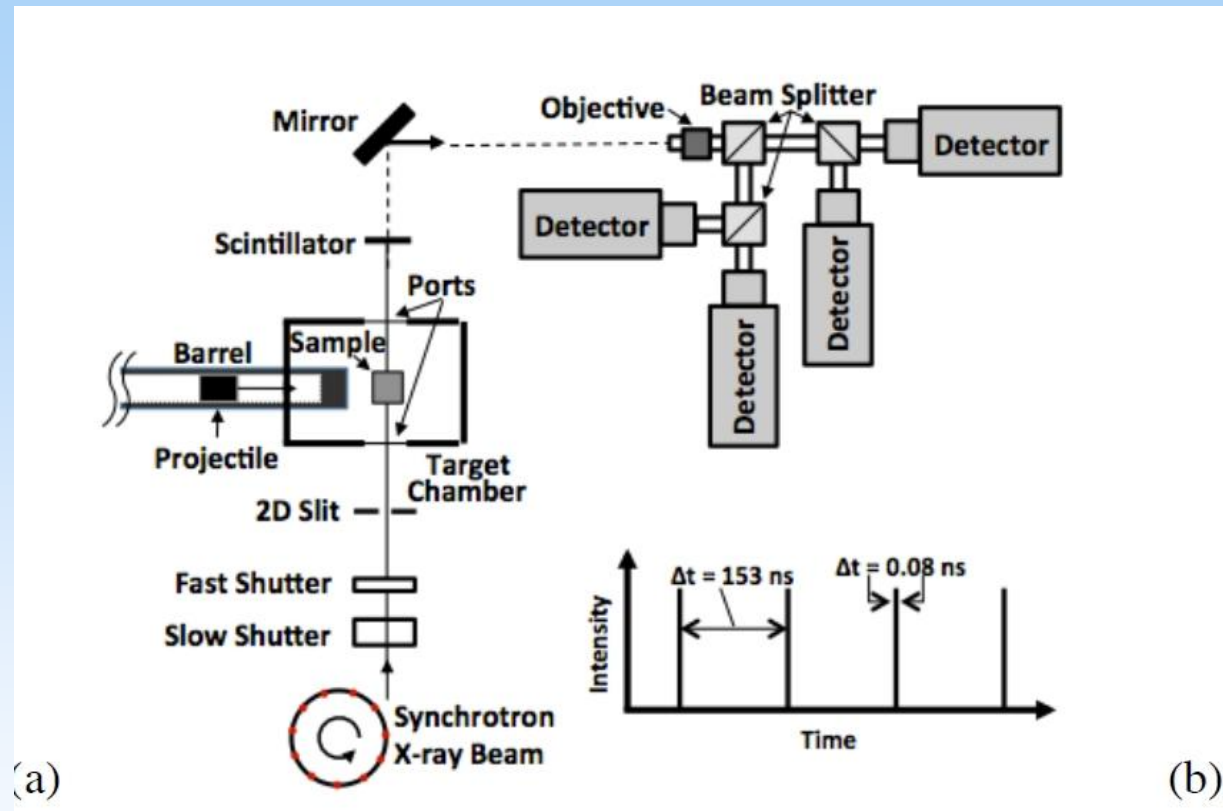 Mirror
Objective
Beam Splitter
Detector
Detector
Detector
Detector
Scintillator
Ports
Sample
Barrel
Projectile
Target
Chamber
2D Slit
Fast Shutter
Slow Shutter
Synchrotron
X-ray Beam
Δt = 153 ns
Δt = 0.08 ns
Intensity
Time
(a)
(b)